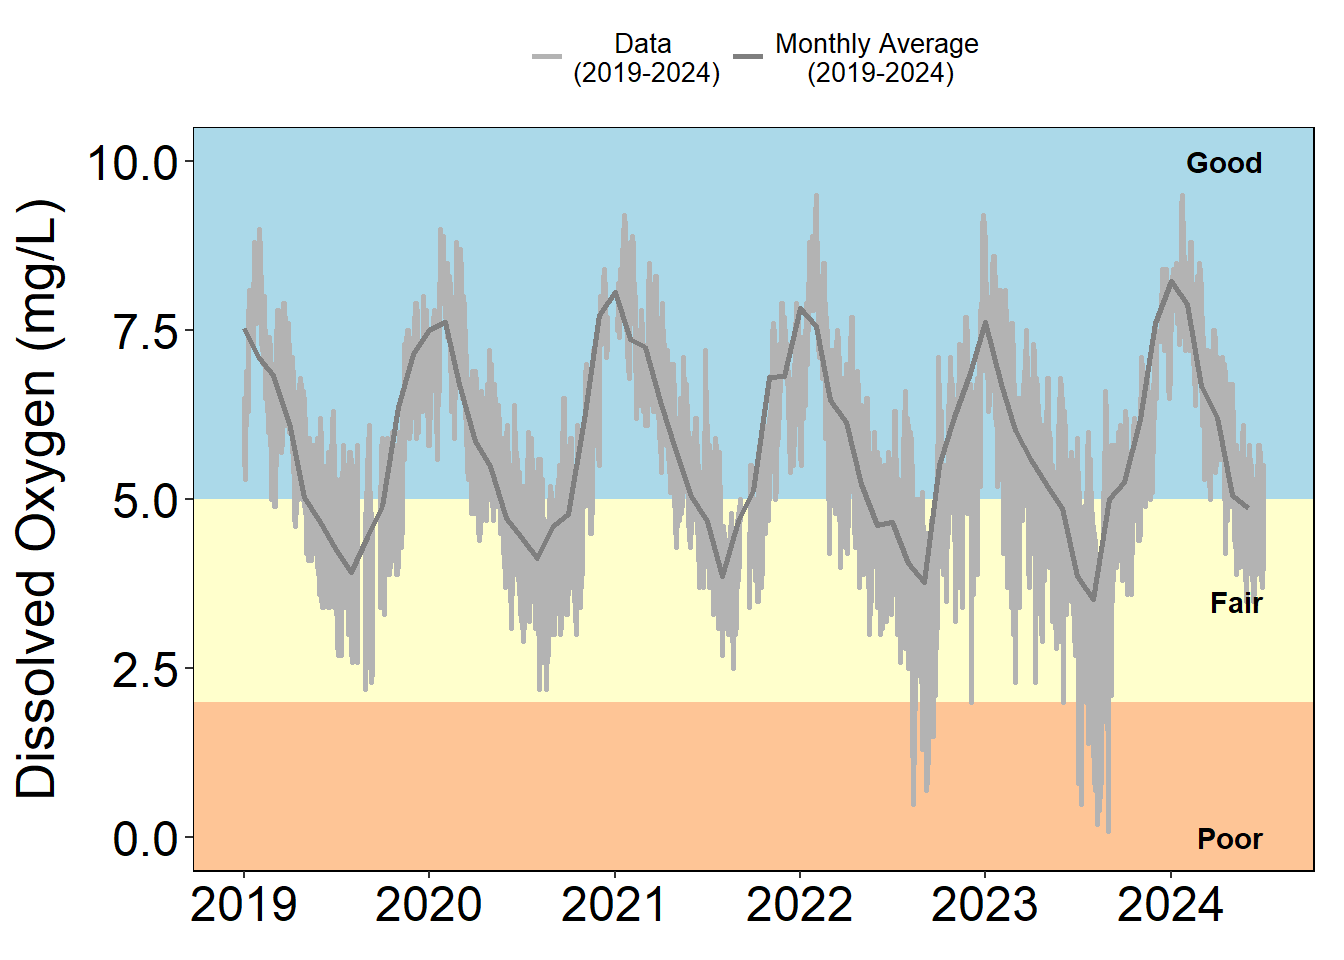 Data
(2019-2024)
Monthly Average
(2019-2024)
Dissolved Oxygen (mg/L)
10.0
7.5
5.0
2.5
0.0
Good
Fair
Poor
2019
2020
2021
2022
2023
2024